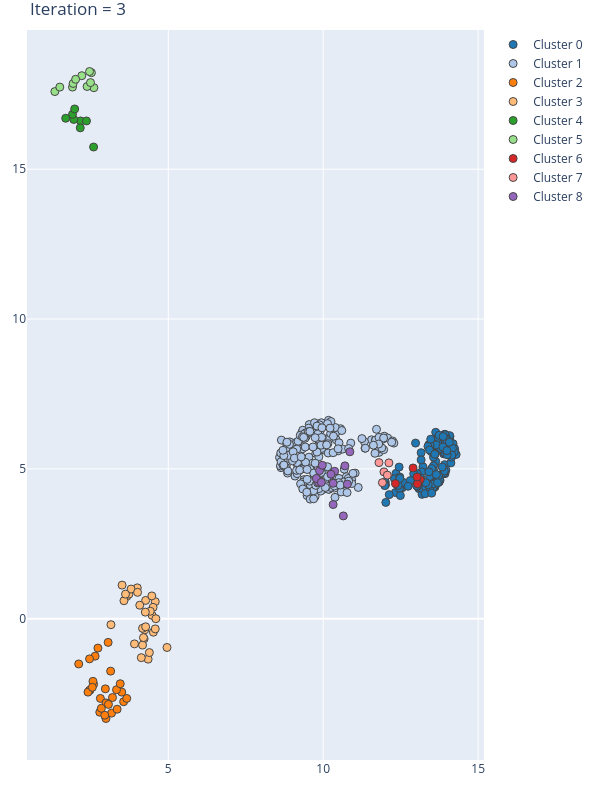 Iteration = 3
Cluster 0
Cluster 1
Cluster 2
Cluster 3
Cluster 4
Cluster 5
Cluster 6
Cluster 7
Cluster 8
15
10
5
0
5
10
15